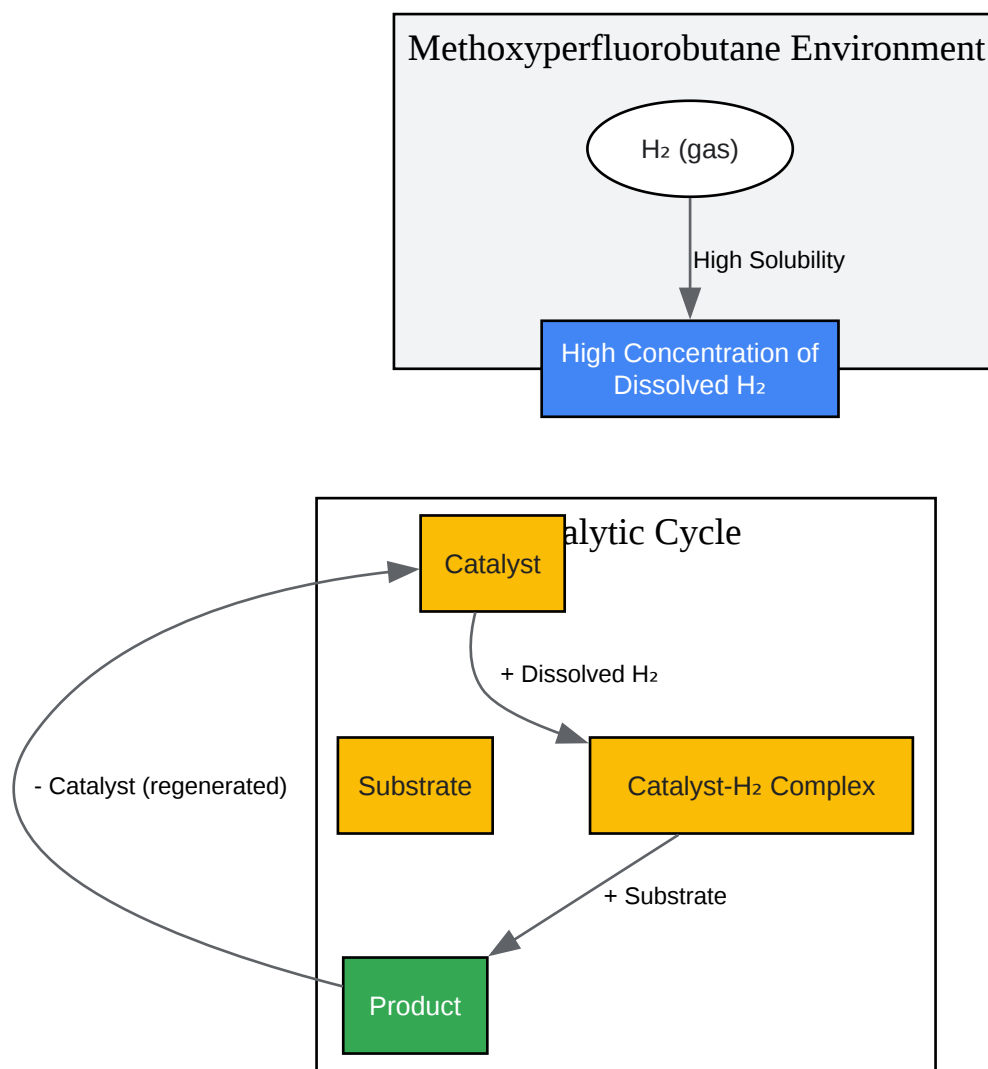 Methoxyperfluorobutane Environment
H₂ (gas)
High Solubility
High Concentration of
Dissolved H₂
alytic Cycle
Catalyst
+ Dissolved H₂
Substrate
Catalyst-H₂ Complex
- Catalyst (regenerated)
+ Substrate
Product